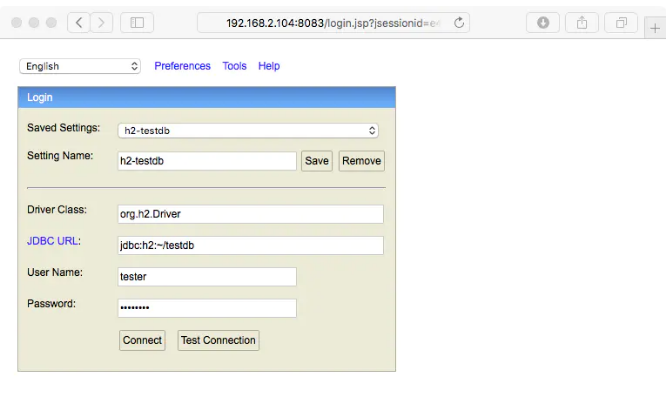 192.168.2.104:8083/login.jsp?jsessionid=e
English Preferences Tools Help
Login
Saved Settings: h2-testdb
Setting Name: h2-testdb Save Remove
Driver Class: org.h2.Driver
JDBC URL: jdbc:h2:~/testdb
User Name: tester
Password: ••••••••
Connect Test Connection